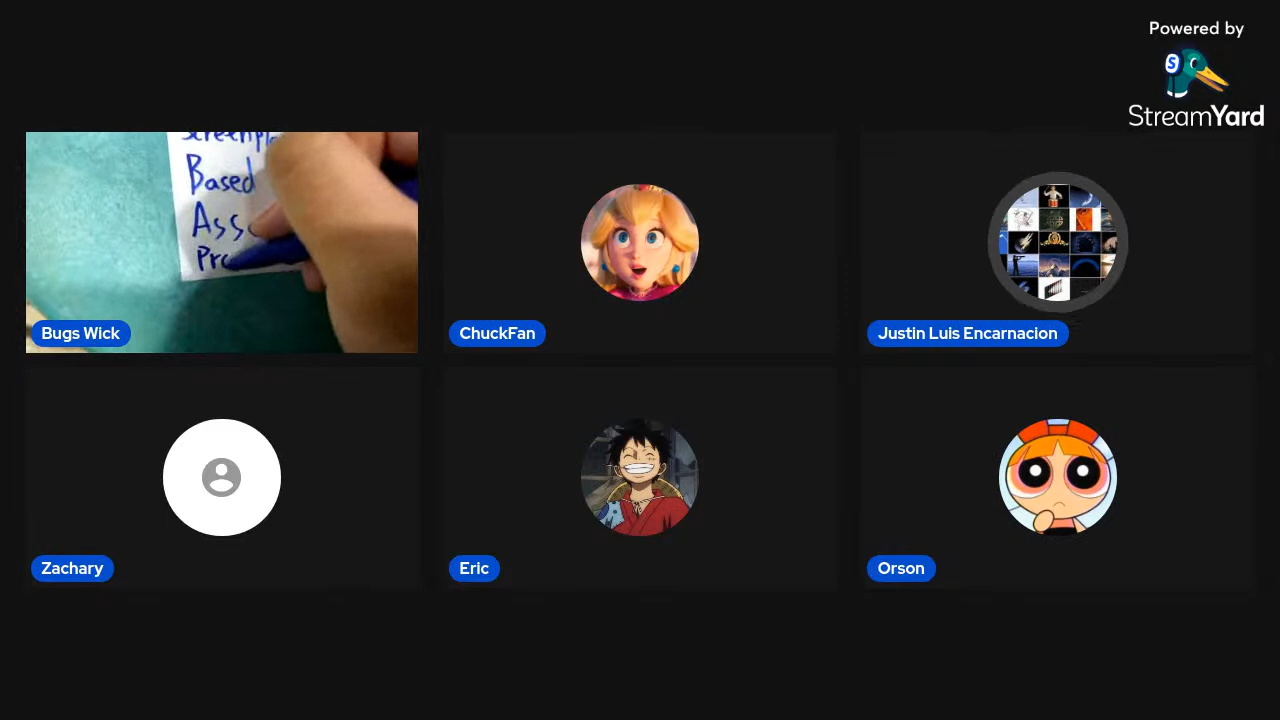 Powered by
S
StreamYard
Based
Bugs Wick
ChuckFan
Justin Luis Encarnacion
Zachary
Eric
Orson